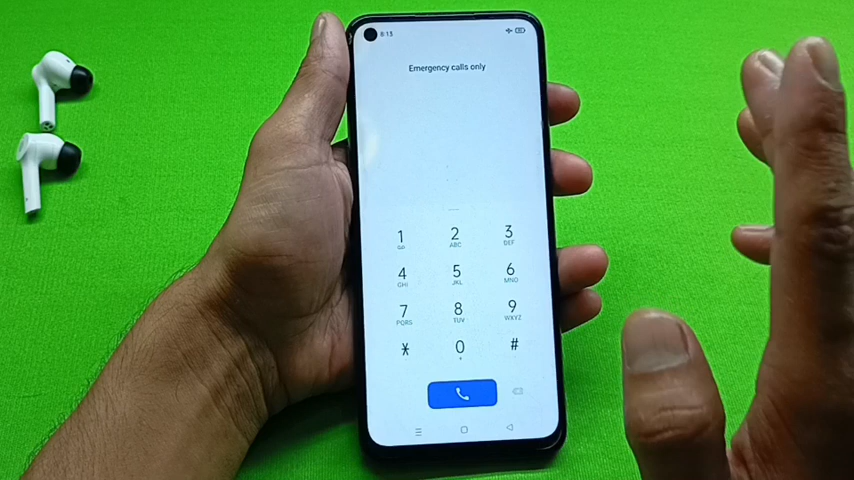 8:15
Emergency calls only
1 2 3
ABC DEF
4 5 6
GHI JKL MNO
7 8 9
PQRS TUV WXYZ
* 0 #
+